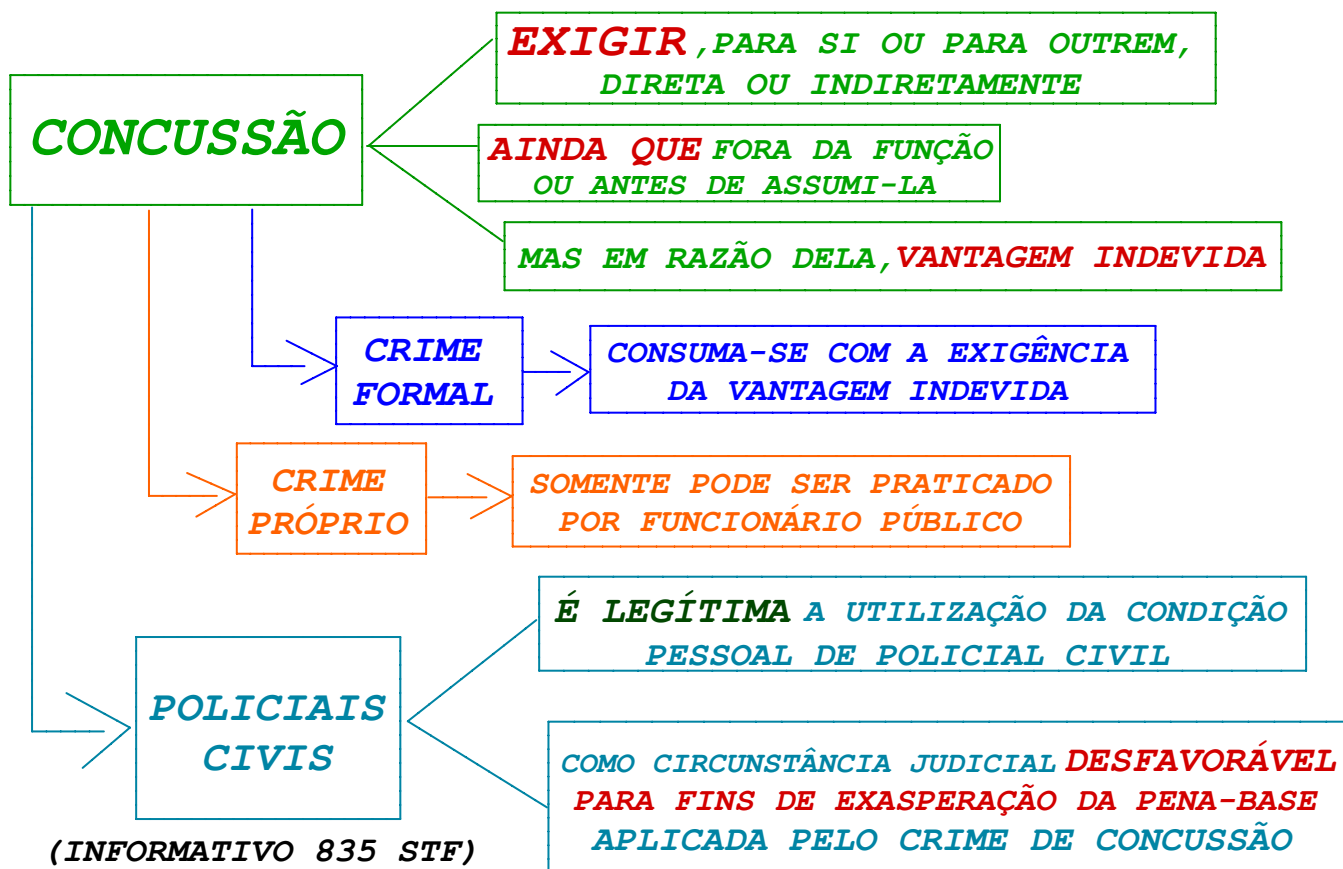 CONCUSSÃO
EXIGIR, PARA SI OU PARA OUTREM,
DIRETA OU INDIRETAMENTE
AINDA QUE FORA DA FUNÇÃO
OU ANTES DE ASSUMI-LA
MAS EM RAZÃO DELA, VANTAGEM INDEVIDA
CRIME
FORMAL
CONSUMA-SE COM A EXIGÊNCIA
DA VANTAGEM INDEVIDA
CRIME
PRÓPRIO
SOMENTE PODE SER PRATICADO
POR FUNCIONÁRIO PÚBLICO
POLICIAIS
CIVIS
É LEGÍTIMA A UTILIZAÇÃO DA CONDIÇÃO
PESSOAL DE POLICIAL CIVIL
COMO CIRCUNSTÂNCIA JUDICIAL DESFAVORÁVEL
PARA FINS DE EXASPERAÇÃO DA PENA-BASE
APLICADA PELO CRIME DE CONCUSSÃO
(INFORMATIVO 835 STF)